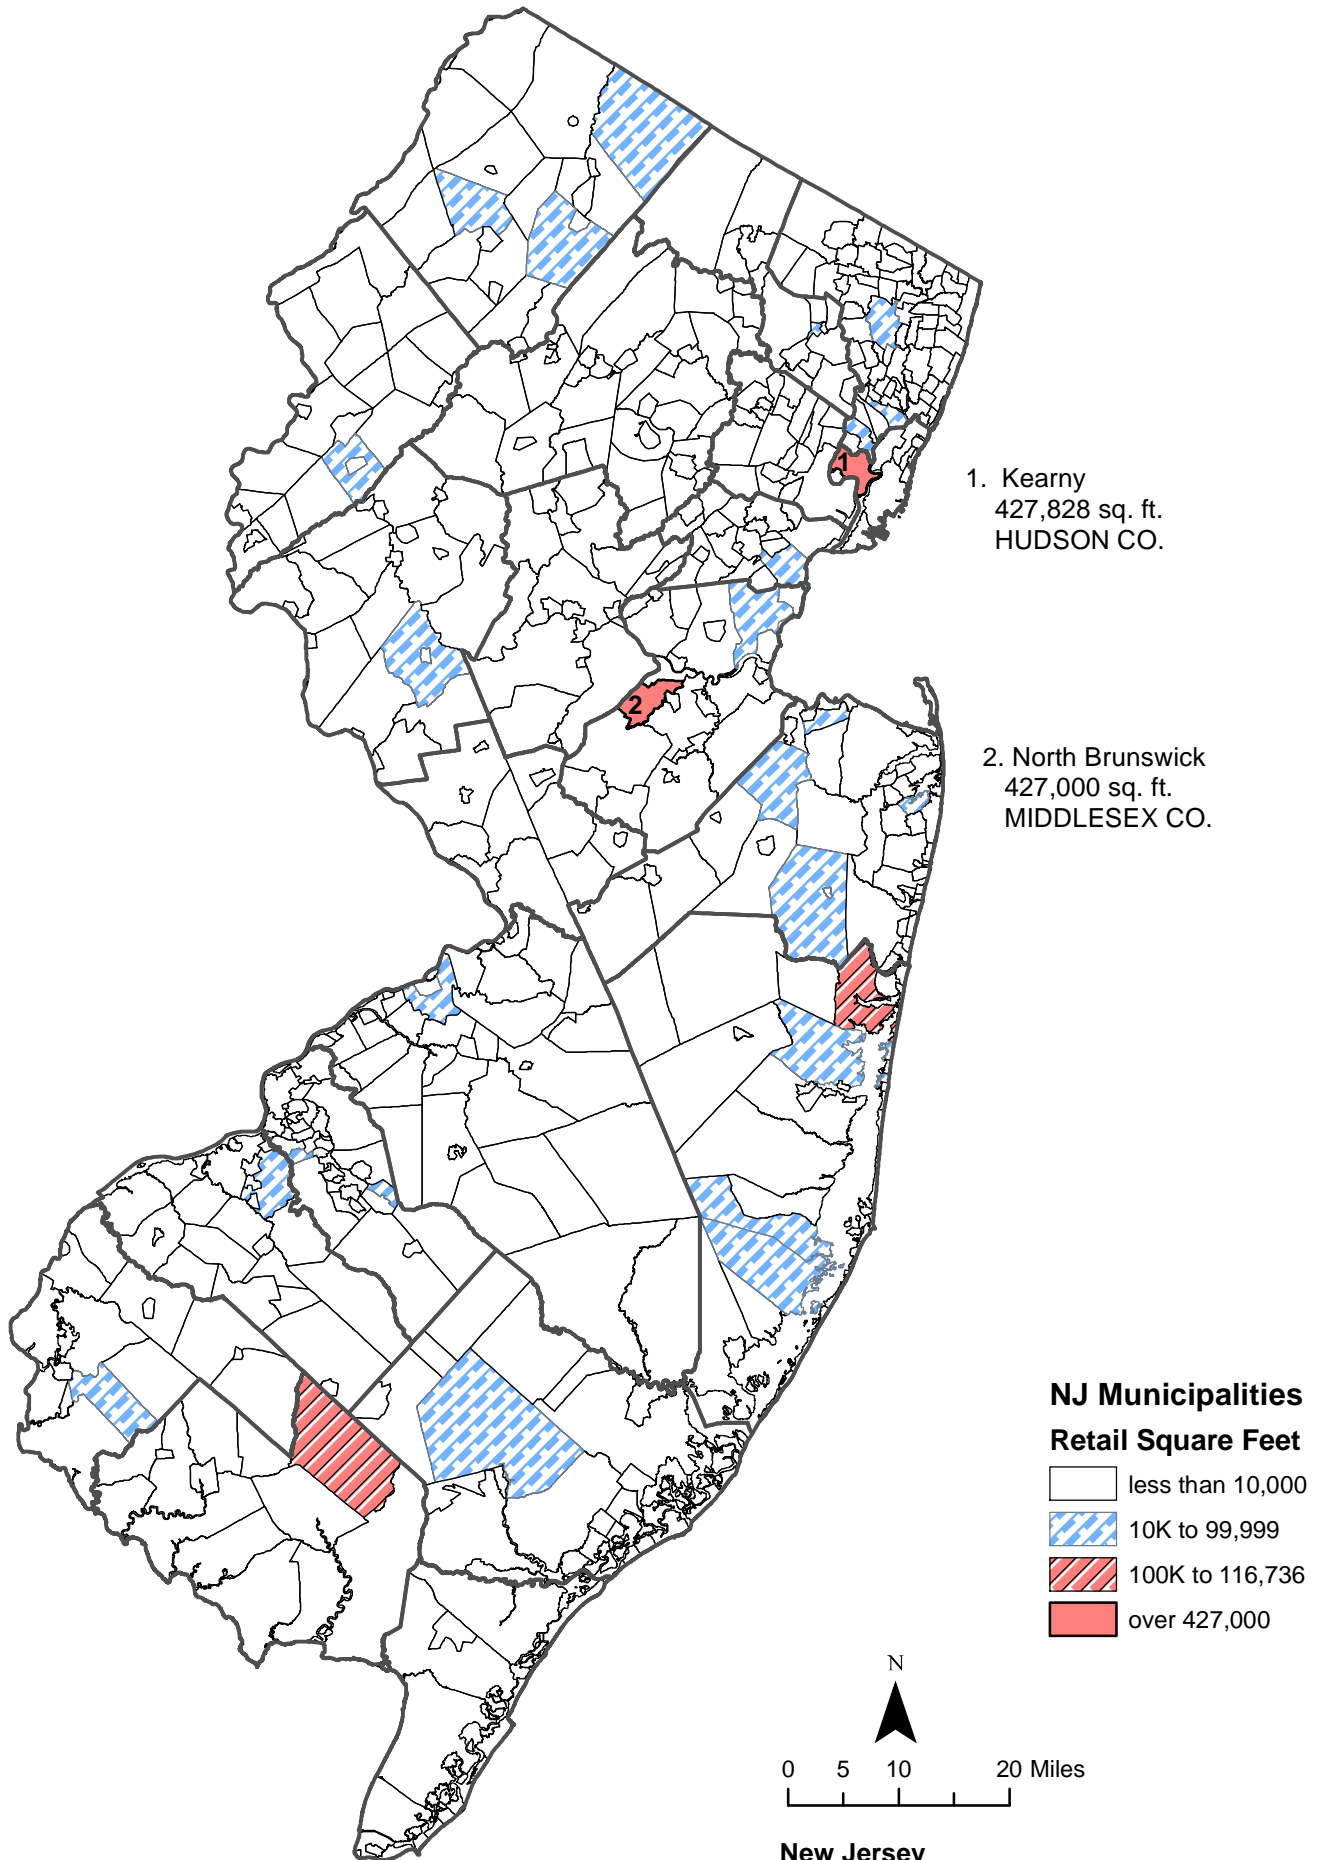 1
1. Kearny
427,828 sq. ft.
HUDSON CO.
2
2. North Brunswick
427,000 sq. ft.
MIDDLESEX CO.
NJ Municipalities
Retail Square Feet
less than 10,000
10K to 99,999
100K to 116,736
over 427,000
N
0 5 10 20 Miles
New Jersey